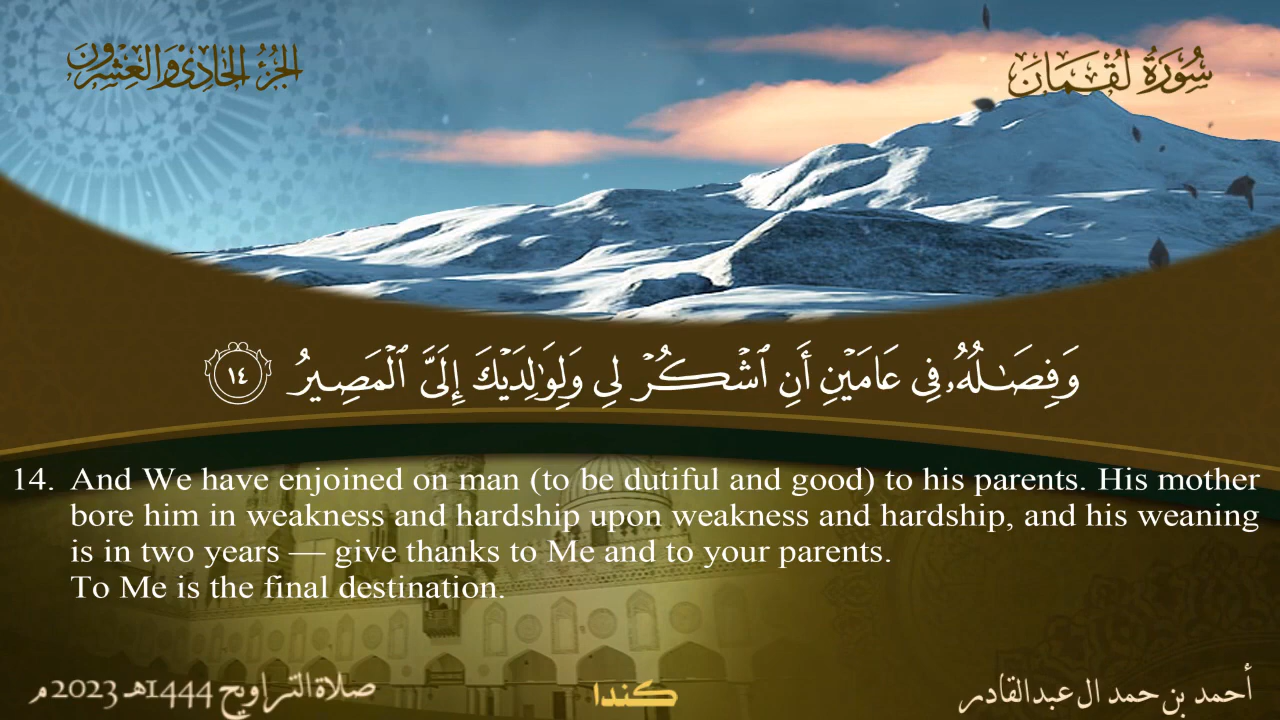 الجزء الحادي والعشرون
سورة لقمان
وَفِصَـٰلُهُۥ فِى عَامَيْنِ أَنِ ٱشْكُرْ لِى وَلِوَٰلِدَيْكَ إِلَىَّ ٱلْمَصِيرُ ١٤
14. And We have enjoined on man (to be dutiful and good) to his parents. His mother
bore him in weakness and hardship upon weakness and hardship, and his weaning
is in two years — give thanks to Me and to your parents.
To Me is the final destination.
صلاة التراويح 1444هـ 2023م
كندا
أحمد بن حمد ال عبدالقادر